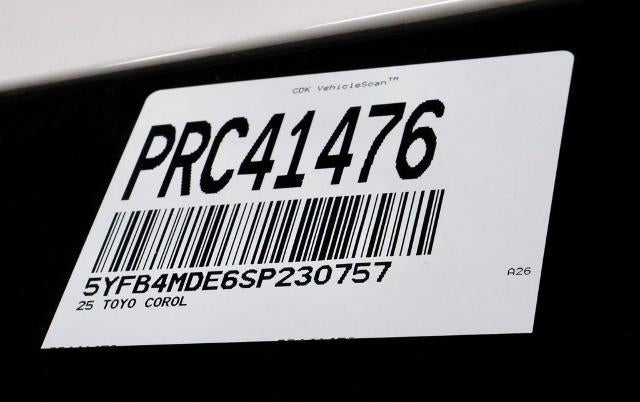 CDK VehicleScan™
PRC41476
5YFB4MDE6SP230757
25 TOYO COROL
A26